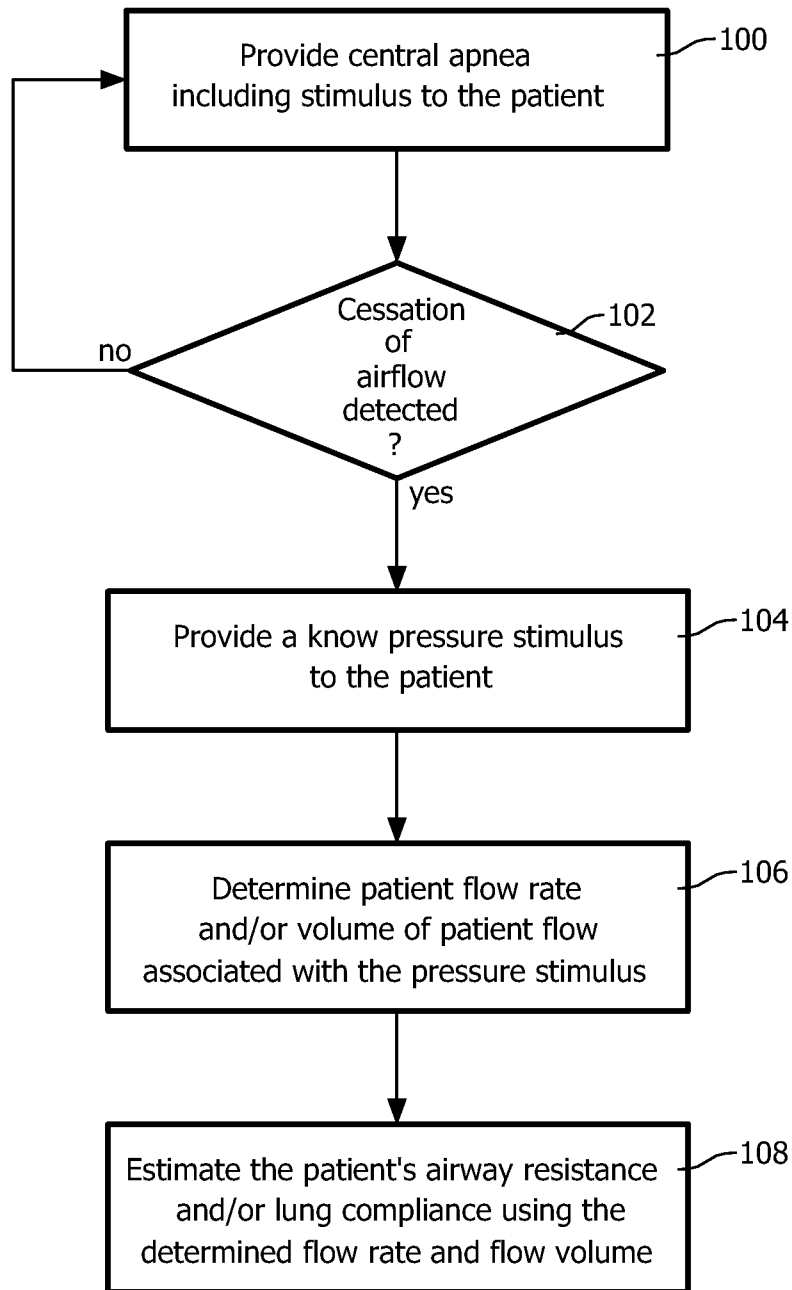 Provide central apnea
including stimulus to the patient
100
Cessation
of
airflow
detected
?
102
no
yes
Provide a know pressure stimulus
to the patient
104
Determine patient flow rate
and/or volume of patient flow
associated with the pressure stimulus
106
Estimate the patient's airway resistance
and/or lung compliance using the
determined flow rate and flow volume
108